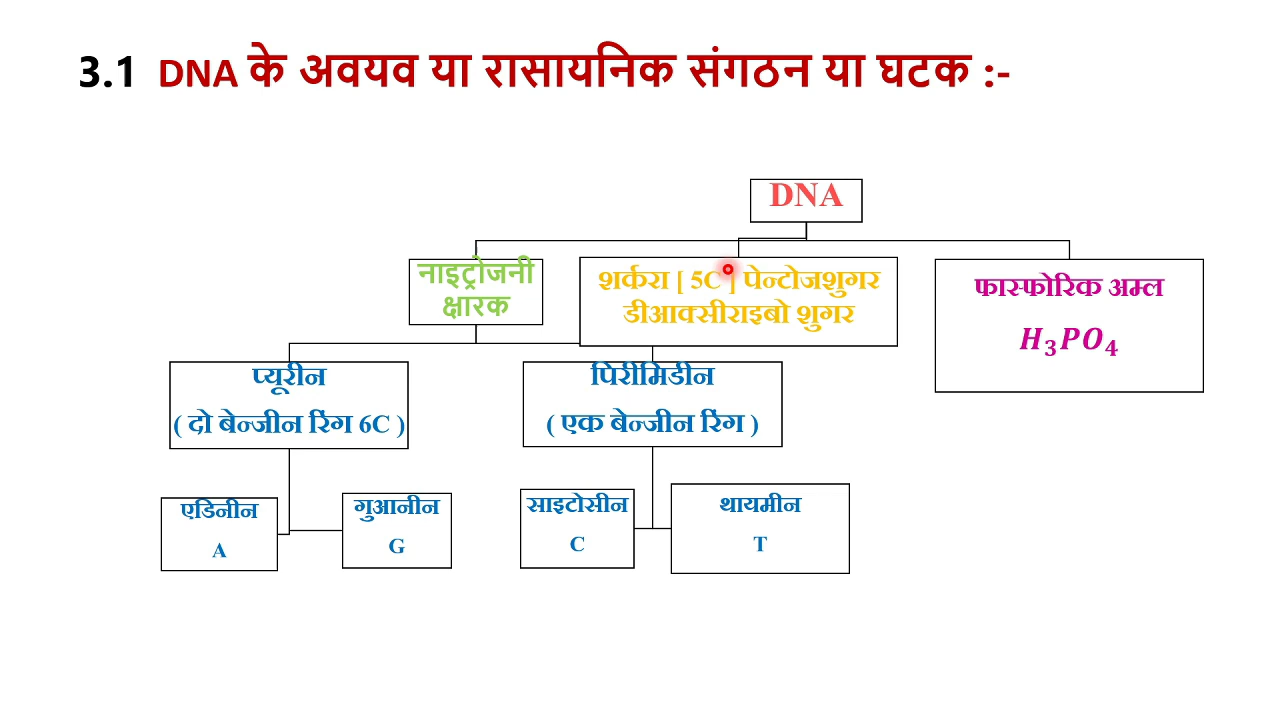 3.1 DNA के अवयव या रासायनिक संगठन या घटक :-
DNA
नाइट्रोजनी
क्षारक
शर्करा [ 5C ] पेन्टोजशुगर
डीआक्सीराइबो शुगर
फास्फोरिक अम्ल
H₃PO₄
प्यूरीन
( दो बेन्जीन रिंग 6C )
पिरीमिडीन
( एक बेन्जीन रिंग )
एडिनीन
A
गुआनीन
G
साइटोसीन
C
थायमीन
T